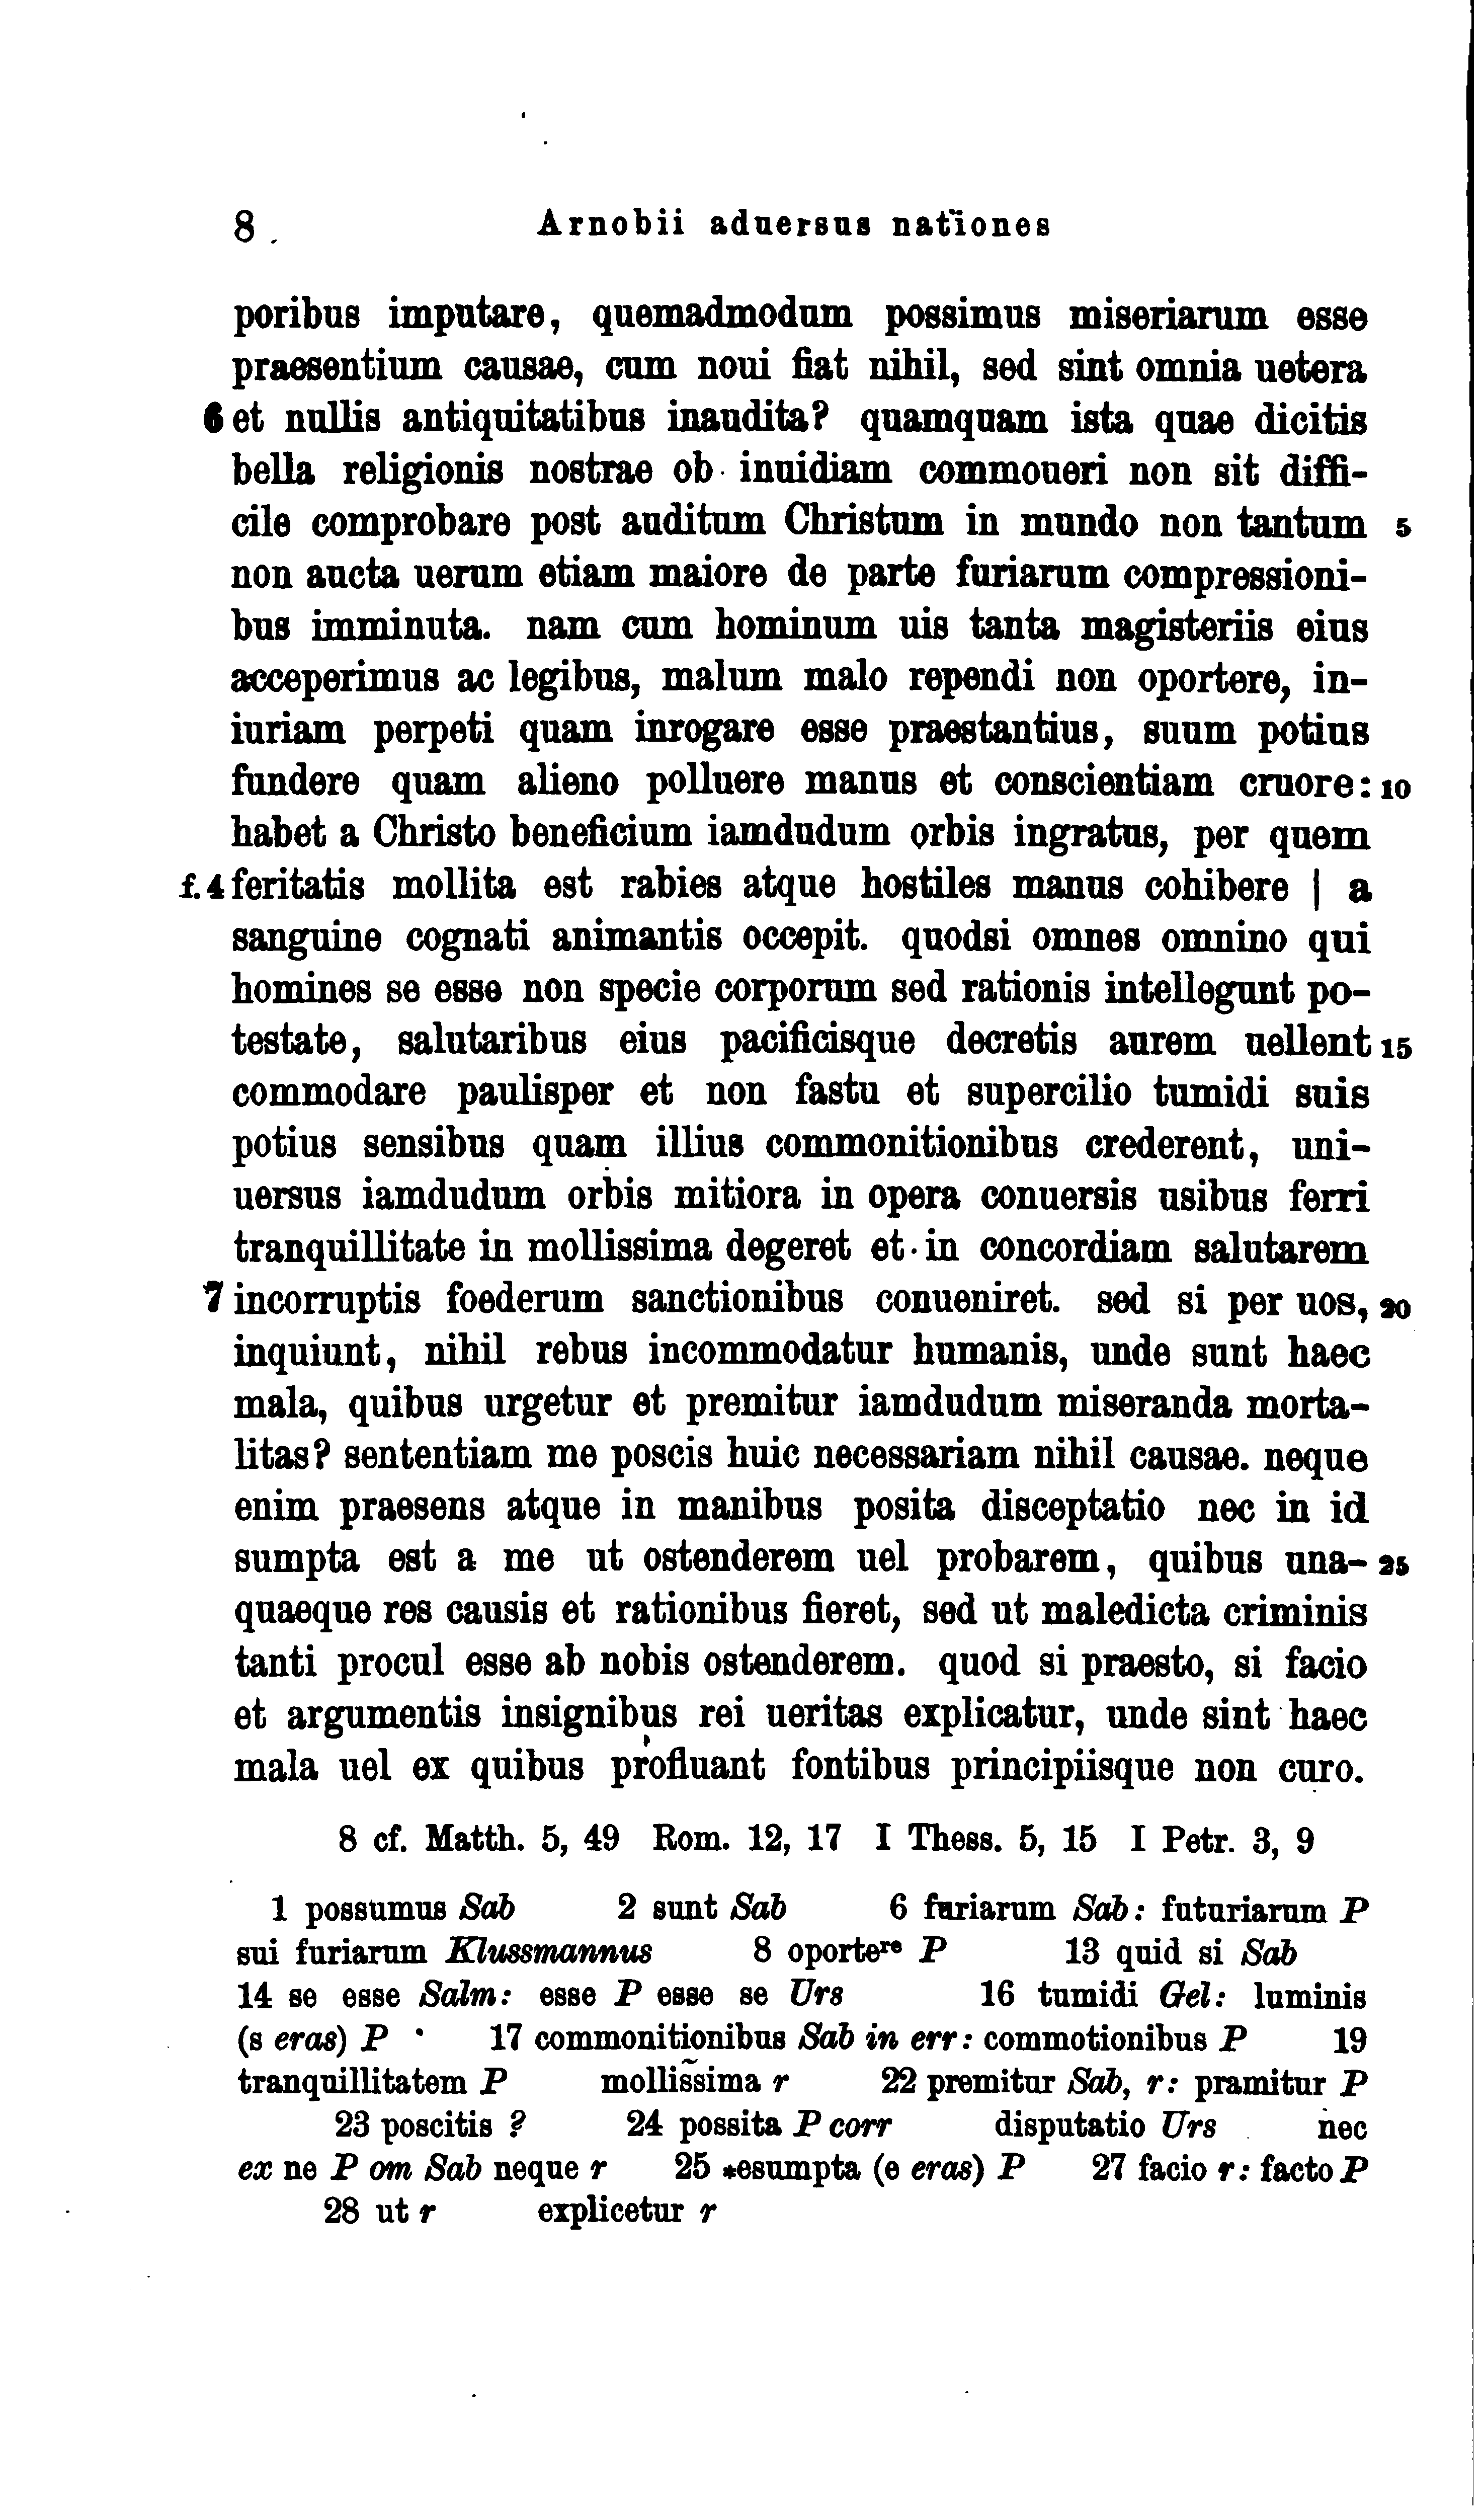 8 Arnobii aduersus nationes
poribus imputare, quemadmodum possimus miseriarum esse
praesentium causae, cum noui fiat nihil, sed sint omnia uetera
6 et nullis antiquitatibus inaudita? quamquam ista quae dicitis
bella religionis nostrae ob inuidiam commoueri non sit diffi-
cile comprobare post auditum Christum in mundo non tantum 5
non aucta uerum etiam maiore de parte furiarum compressioni-
bus imminuta. nam cum hominum uis tanta magisteriis eius
acceperimus ac legibus, malum malo rependi non oportere, in-
iuriam perpeti quam inrogare esse praestantius, suum potius
fundere quam alieno polluere manus et conscientiam cruore: 10
habet a Christo beneficium iamdudum orbis ingratus, per quem
f. 4 feritatis mollita est rabies atque hostiles manus cohibere | a
sanguine cognati animantis occepit. quodsi omnes omnino qui
homines se esse non specie corporum sed rationis intellegunt po-
testate, salutaribus eius pacificisque decretis aurem uellent 15
commodare paulisper et non fastu et supercilio tumidi suis
potius sensibus quam illius commonitionibus crederent, uni-
uersus iamdudum orbis mitiora in opera conuersis usibus ferri
tranquillitate in mollissima degeret et in concordiam salutarem
7 incorruptis foederum sanctionibus conueniret. sed si per uos, 20
inquiunt, nihil rebus incommodatur humanis, unde sunt haec
mala, quibus urgetur et premitur iamdudum miseranda morta-
litas? sententiam me poscis huic necessariam nihil causae. neque
enim praesens atque in manibus posita disceptatio nec in id
sumpta est a me ut ostenderem uel probarem, quibus una- 25
quaeque res causis et rationibus fieret, sed ut maledicta criminis
tanti procul esse ab nobis ostenderem. quod si praesto, si facio
et argumentis insignibus rei ueritas explicatur, unde sint haec
mala uel ex quibus profluant fontibus principiisque non curo.
8 cf. Matth. 5, 49 Rom. 12, 17 I Thess. 5, 15 I Petr. 3, 9
1 possumus Sab 2 sunt Sab 6 furiarum Sab: futuriarum P
sui furiarum Klussmannus 8 oportere P 13 quid si Sab
14 se esse Salm: esse P esse se Urs 16 tumidi Gel: luminis
(s eras) P 17 commonitionibus Sab in err: commotionibus P 19
tranquillitatem P mollis̃sima r 22 premitur Sab, r: pramitur P
23 poscitis ? 24 possita P corr disputatio Urs nec
ex ne P om Sab neque r 25 *esumpta (e eras) P 27 facio r: facto P
28 ut r explicetur r